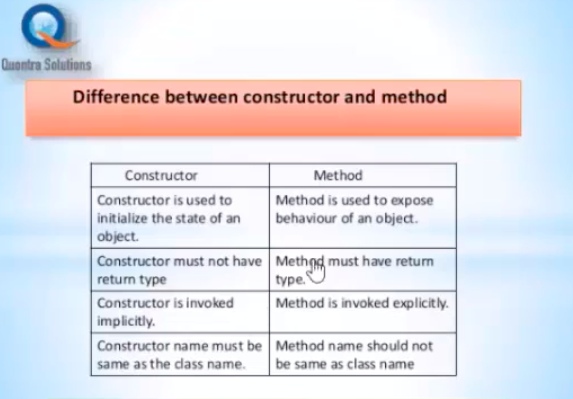 Quontra Solutions
Difference between constructor and method
Constructor
Method
Constructor is used to
initialize the state of an
object.
Method is used to expose
behaviour of an object.
Constructor must not have
return type
Method must have return
type.
Constructor is invoked
implicitly.
Method is invoked explicitly.
Constructor name must be
same as the class name.
Method name should not
be same as class name